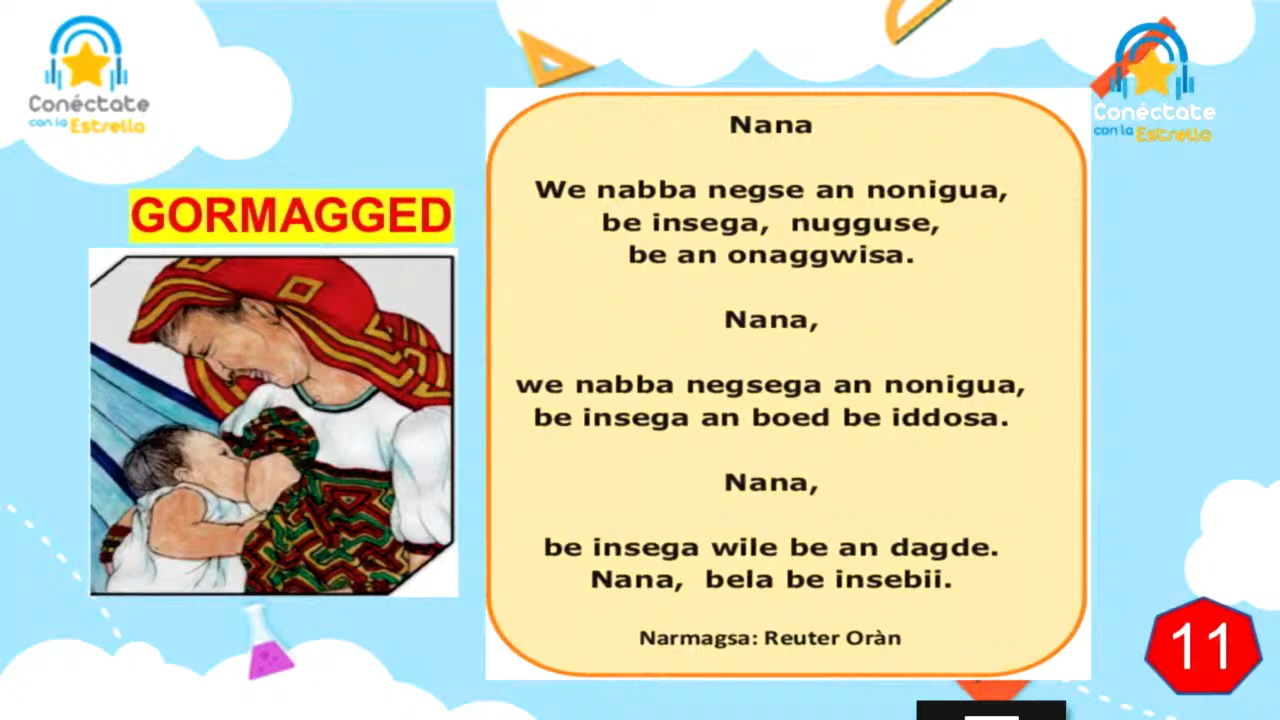 Conéctate
con la Estrella
Conéctate
con la Estrella
GORMAGGED
Nana
We nabba negse an nonigua,
be insega, nugguse,
be an onaggwisa.
Nana,
we nabba negsega an nonigua,
be insega an boed be iddosa.
Nana,
be insega wile be an dagde.
Nana, bela be insebii.
Narmagsa: Reuter Oràn
11